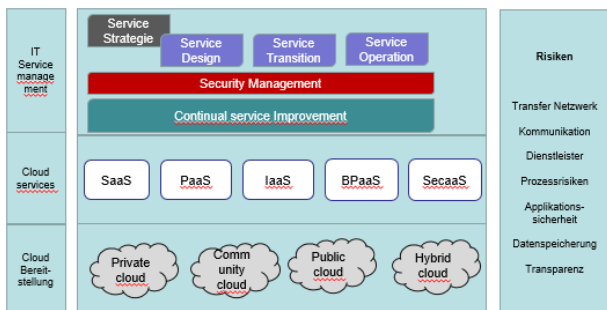 IT
Service
manage
ment
Service
Strategie
Service
Design
Service
Transition
Service
Operation
Security Management
Continual service Improvement
Cloud
services
SaaS
PaaS
IaaS
BPaaS
SecaaS
Cloud
Bereit-
stellung
Private
cloud
Comm
unity
cloud
Public
cloud
Hybrid
cloud
Risiken
Transfer Netzwerk
Kommunikation
Dienstleister
Prozessrisiken
Applikations-
sicherheit
Datenspeicherung
Transparenz